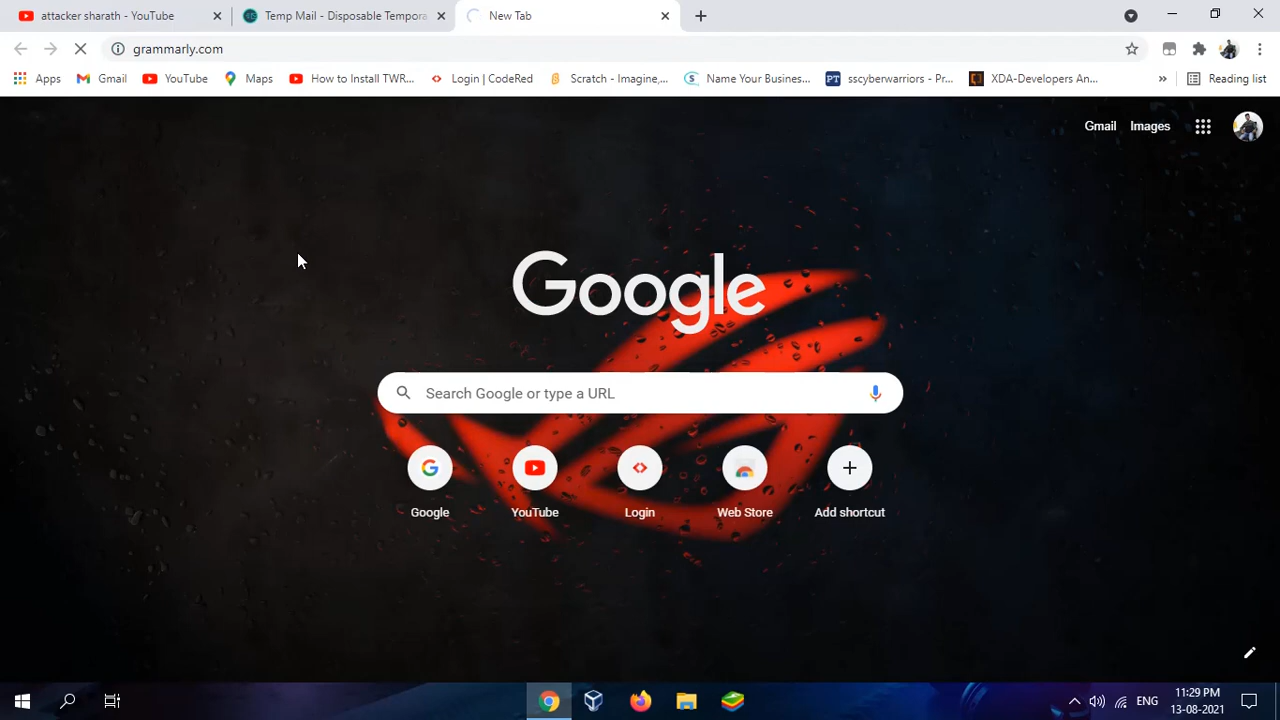 attacker sharath - YouTube
Temp Mail - Disposable Tempora
New Tab
grammarly.com
Apps
Gmail
YouTube
Maps
How to Install TWR...
Login | CodeRed
Scratch - Imagine,...
Name Your Busines...
PT
sscyberwarriors - Pr...
XDA-Developers An...
»
Reading list
Gmail
Images
Google
Search Google or type a URL
G
Google
YouTube
Login
Web Store
Add shortcut
ENG
11:29 PM
13-08-2021